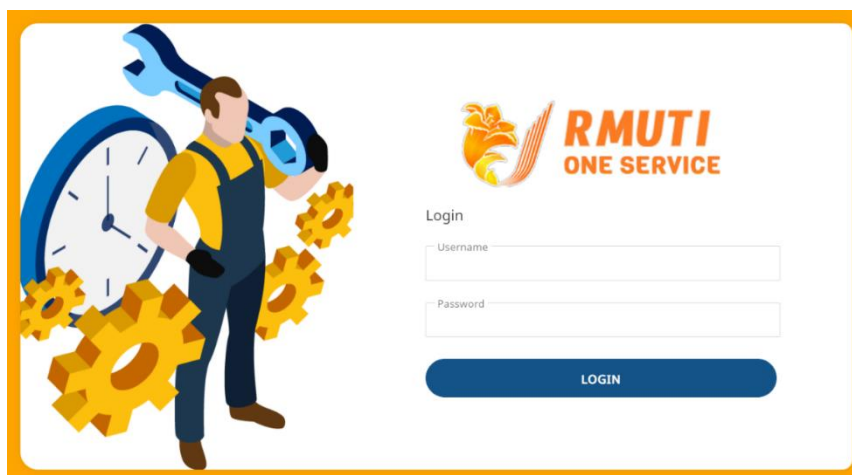 RMUTI
ONE SERVICE
Login
Username
Password
LOGIN